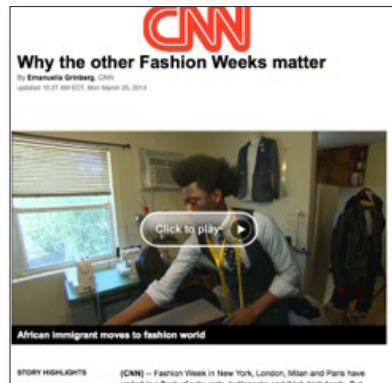 CNN
Why the other Fashion Weeks matter
By Emanuella Grinberg, CNN
updated 10:27 AM EDT, Mon March 25, 2013
Click to play
African immigrant moves to fashion world
STORY HIGHLIGHTS
(CNN) -- Fashion Week in New York, London, Milan and Paris have